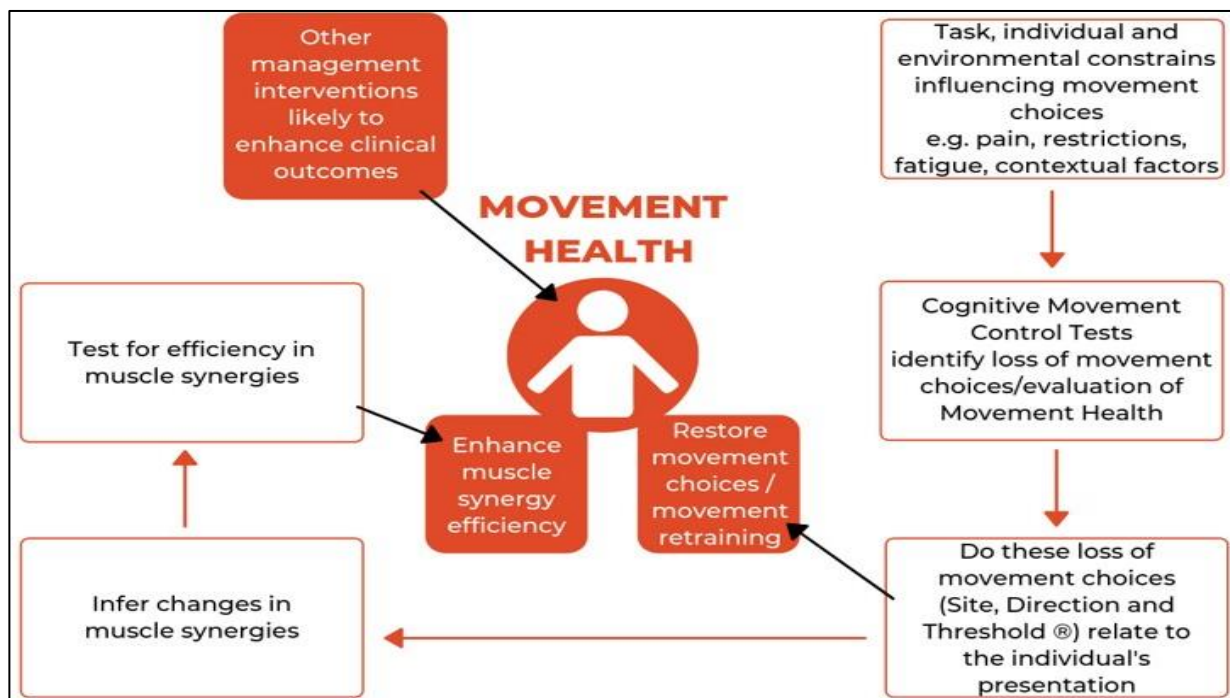 Other
management
interventions
likely to
enhance clinical
outcomes
Task, individual and
environmental constrains
influencing movement
choices
e.g. pain, restrictions,
fatigue, contextual factors
MOVEMENT
HEALTH
Test for efficiency in
muscle synergies
Cognitive Movement
Control Tests
identify loss of movement
choices/evaluation of
Movement Health
Enhance
muscle
synergy
efficiency
Restore
movement
choices /
movement
retraining
Infer changes in
muscle synergies
Do these loss of
movement choices
(Site, Direction and
Threshold ®) relate to
the individual's
presentation